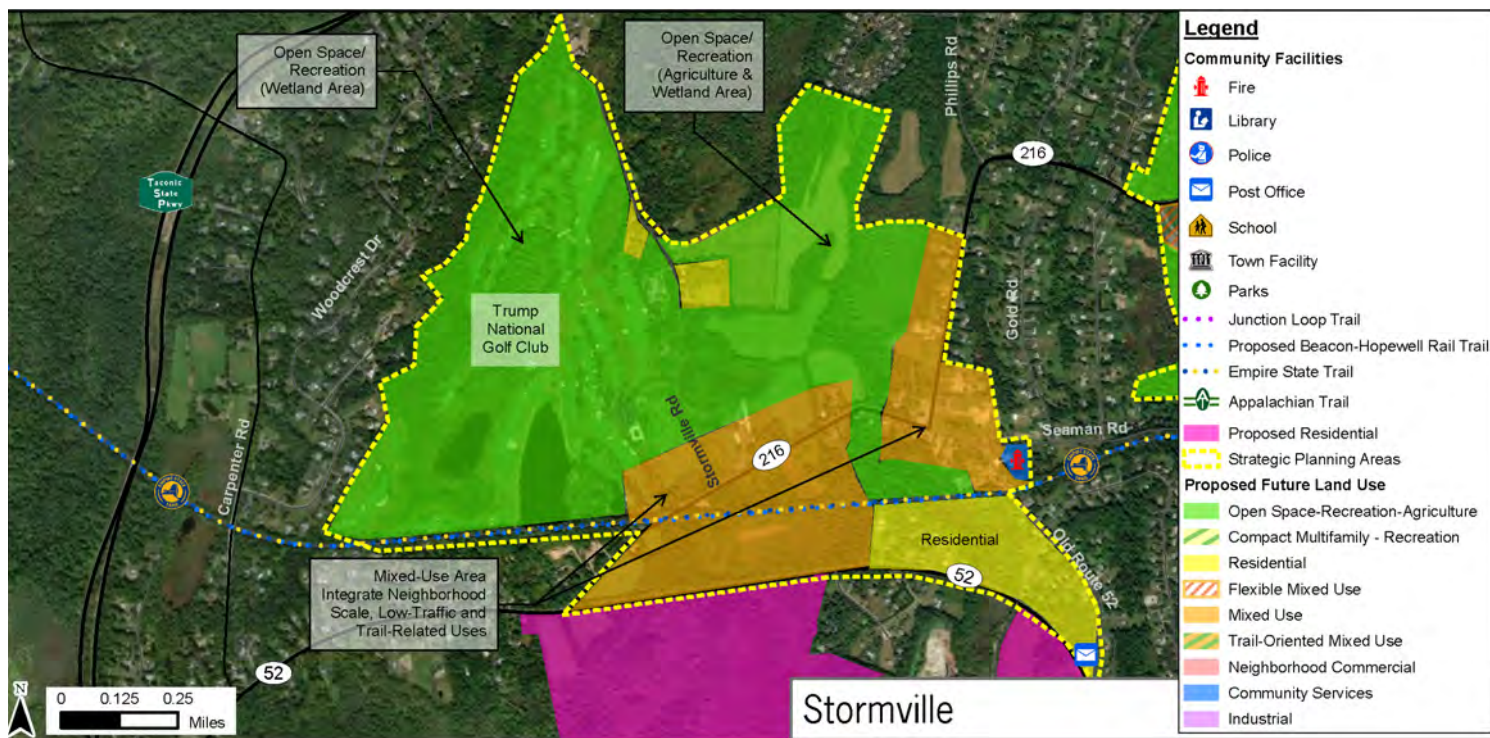 Open Space/
Recreation
(Wetland Area)
Open Space/
Recreation
(Agriculture &
Wetland Area)
Phillips Rd
216
Taconic
State
Pkwy
Woodcrest Dr
Gold Rd
Trump
National
Golf Club
Stormville Rd
216
Seaman Rd
Carpenter Rd
Residential
Old Route 52
52
Mixed-Use Area
Integrate Neighborhood
Scale, Low-Traffic and
Trail-Related Uses
52
N
0 0.125 0.25
Miles
Stormville
Legend
Community Facilities
Fire
Library
Police
Post Office
School
Town Facility
Parks
Junction Loop Trail
Proposed Beacon-Hopewell Rail Trail
Empire State Trail
Appalachian Trail
Proposed Residential
Strategic Planning Areas
Proposed Future Land Use
Open Space-Recreation-Agriculture
Compact Multifamily - Recreation
Residential
Flexible Mixed Use
Mixed Use
Trail-Oriented Mixed Use
Neighborhood Commercial
Community Services
Industrial